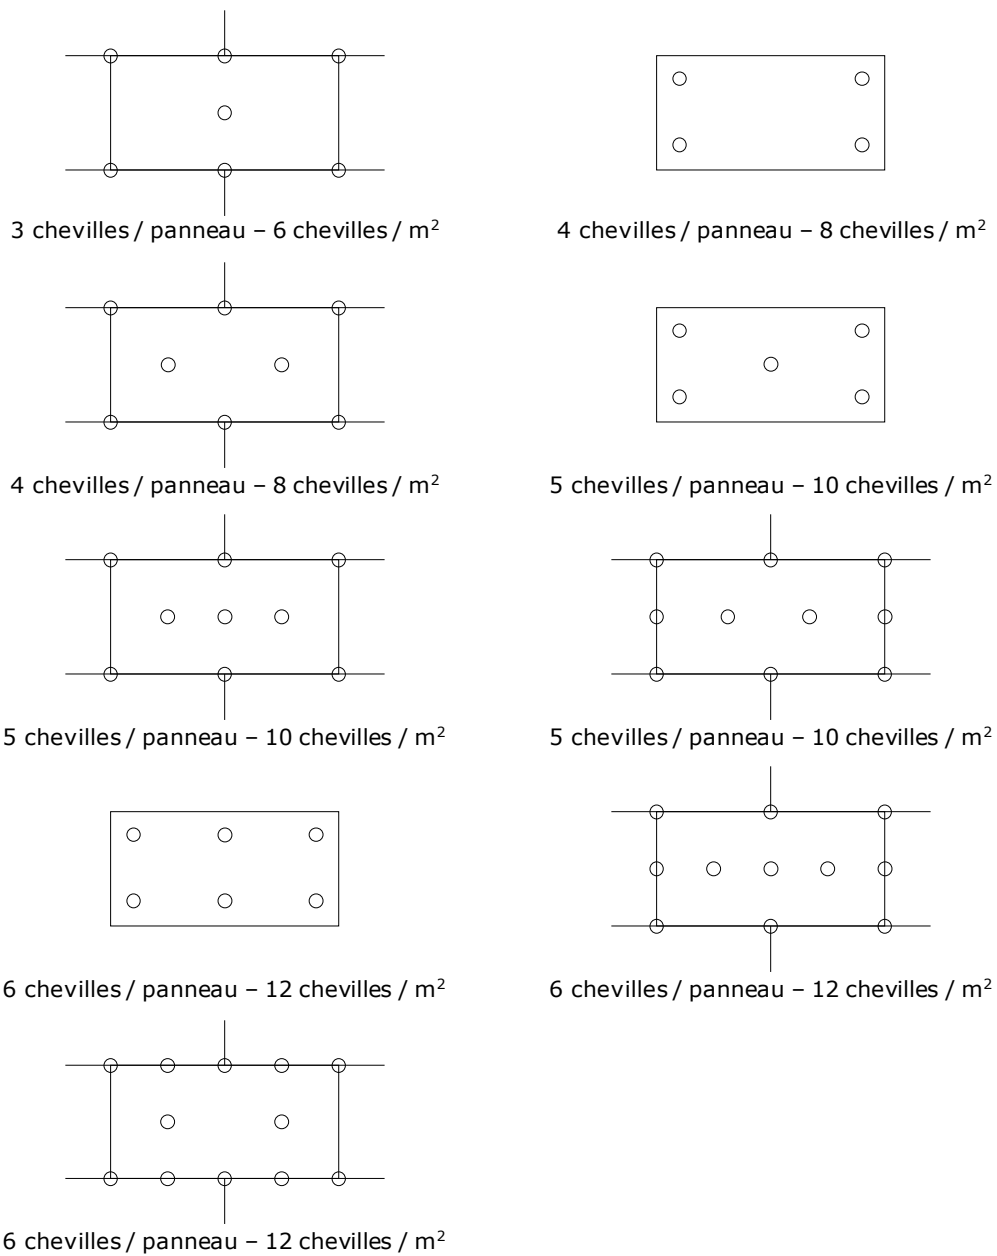 3 chevilles / panneau – 6 chevilles / m²
4 chevilles / panneau – 8 chevilles / m²
4 chevilles / panneau – 8 chevilles / m²
5 chevilles / panneau – 10 chevilles / m²
5 chevilles / panneau – 10 chevilles / m²
5 chevilles / panneau – 10 chevilles / m²
6 chevilles / panneau – 12 chevilles / m²
6 chevilles / panneau – 12 chevilles / m²
6 chevilles / panneau – 12 chevilles / m²